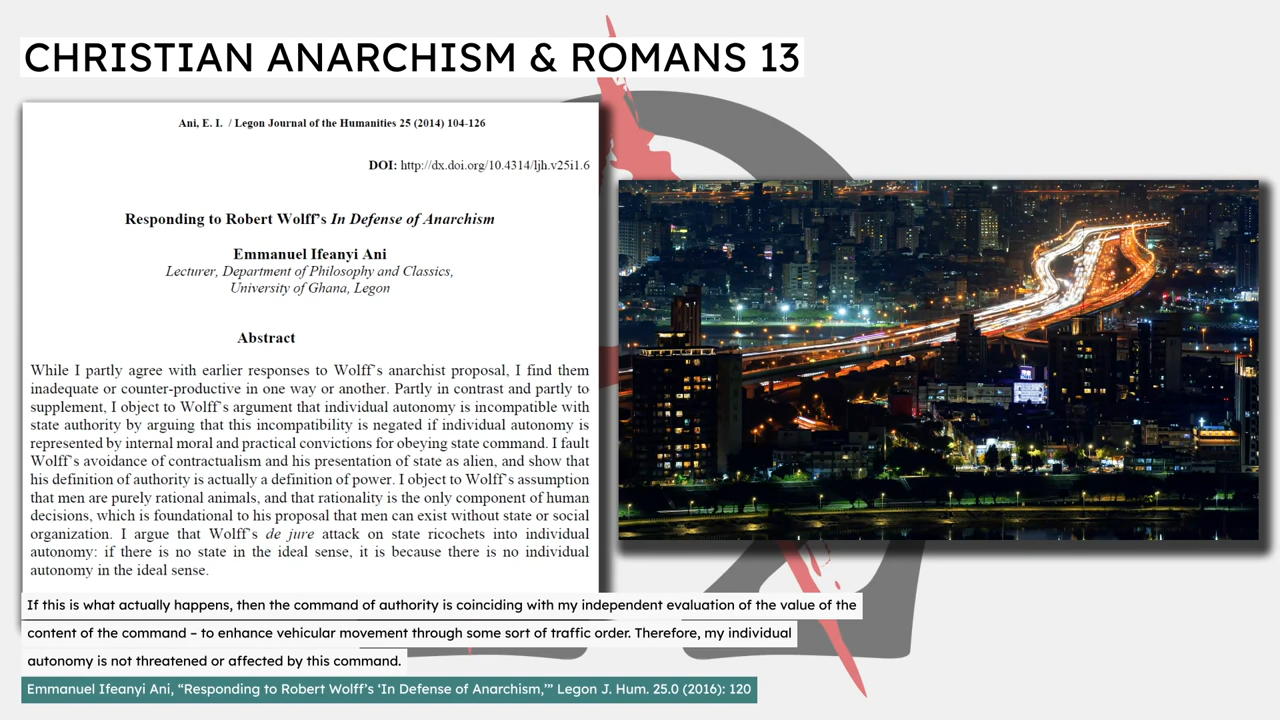 CHRISTIAN ANARCHISM & ROMANS 13
Ani, E. I. / Legon Journal of the Humanities 25 (2014) 104-126
DOI: http://dx.doi.org/10.4314/ljh.v25i1.6
Responding to Robert Wolff's In Defense of Anarchism
Emmanuel Ifeanyi Ani
Lecturer, Department of Philosophy and Classics,
University of Ghana, Legon
Abstract
While I partly agree with earlier responses to Wolff's anarchist proposal, I find them
inadequate or counter-productive in one way or another. Partly in contrast and partly to
supplement, I object to Wolff's argument that individual autonomy is incompatible with
state authority by arguing that this incompatibility is negated if individual autonomy is
represented by internal moral and practical convictions for obeying state command. I fault
Wolff's avoidance of contractualism and his presentation of state as alien, and show that
his definition of authority is actually a definition of power. I object to Wolff's assumption
that men are purely rational animals, and that rationality is the only component of human
decisions, which is foundational to his proposal that men can exist without state or social
organization. I argue that Wolff's de jure attack on state ricochets into individual
autonomy: if there is no state in the ideal sense, it is because there is no individual
autonomy in the ideal sense.
If this is what actually happens, then the command of authority is coinciding with my independent evaluation of the value of the
content of the command – to enhance vehicular movement through some sort of traffic order. Therefore, my individual
autonomy is not threatened or affected by this command.
Emmanuel Ifeanyi Ani, “Responding to Robert Wolff’s ‘In Defense of Anarchism,’” Legon J. Hum. 25.0 (2016): 120